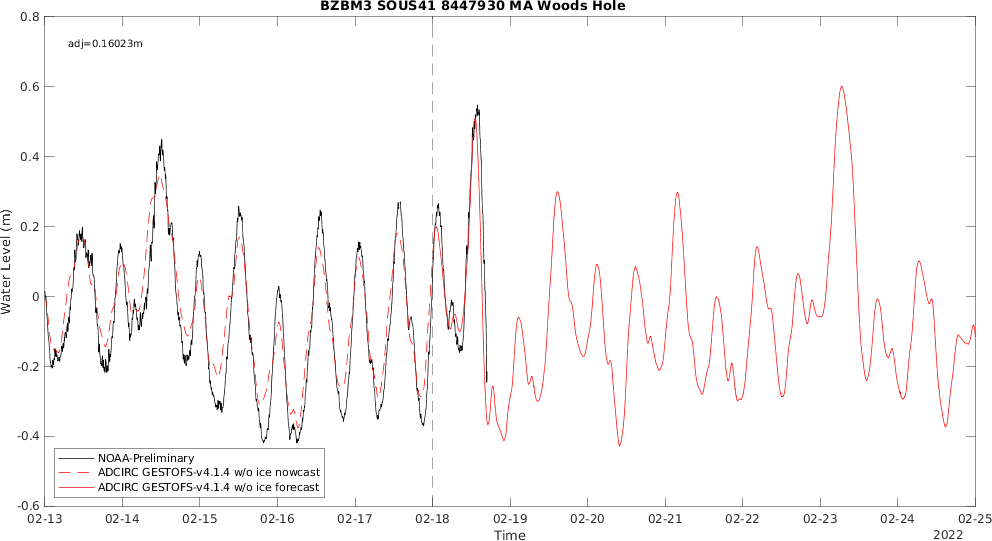 BZBM3 SOUS41 8447930 MA Woods Hole
adj=0.16023m
0.8
0.6
0.4
0.2
0
-0.2
-0.4
-0.6
Water Level (m)
NOAA-Preliminary
ADCIRC GESTOFS-v4.1.4 w/o ice nowcast
ADCIRC GESTOFS-v4.1.4 w/o ice forecast
02-13 02-14 02-15 02-16 02-17 02-18 02-19 02-20 02-21 02-22 02-23 02-24 02-25
Time
2022